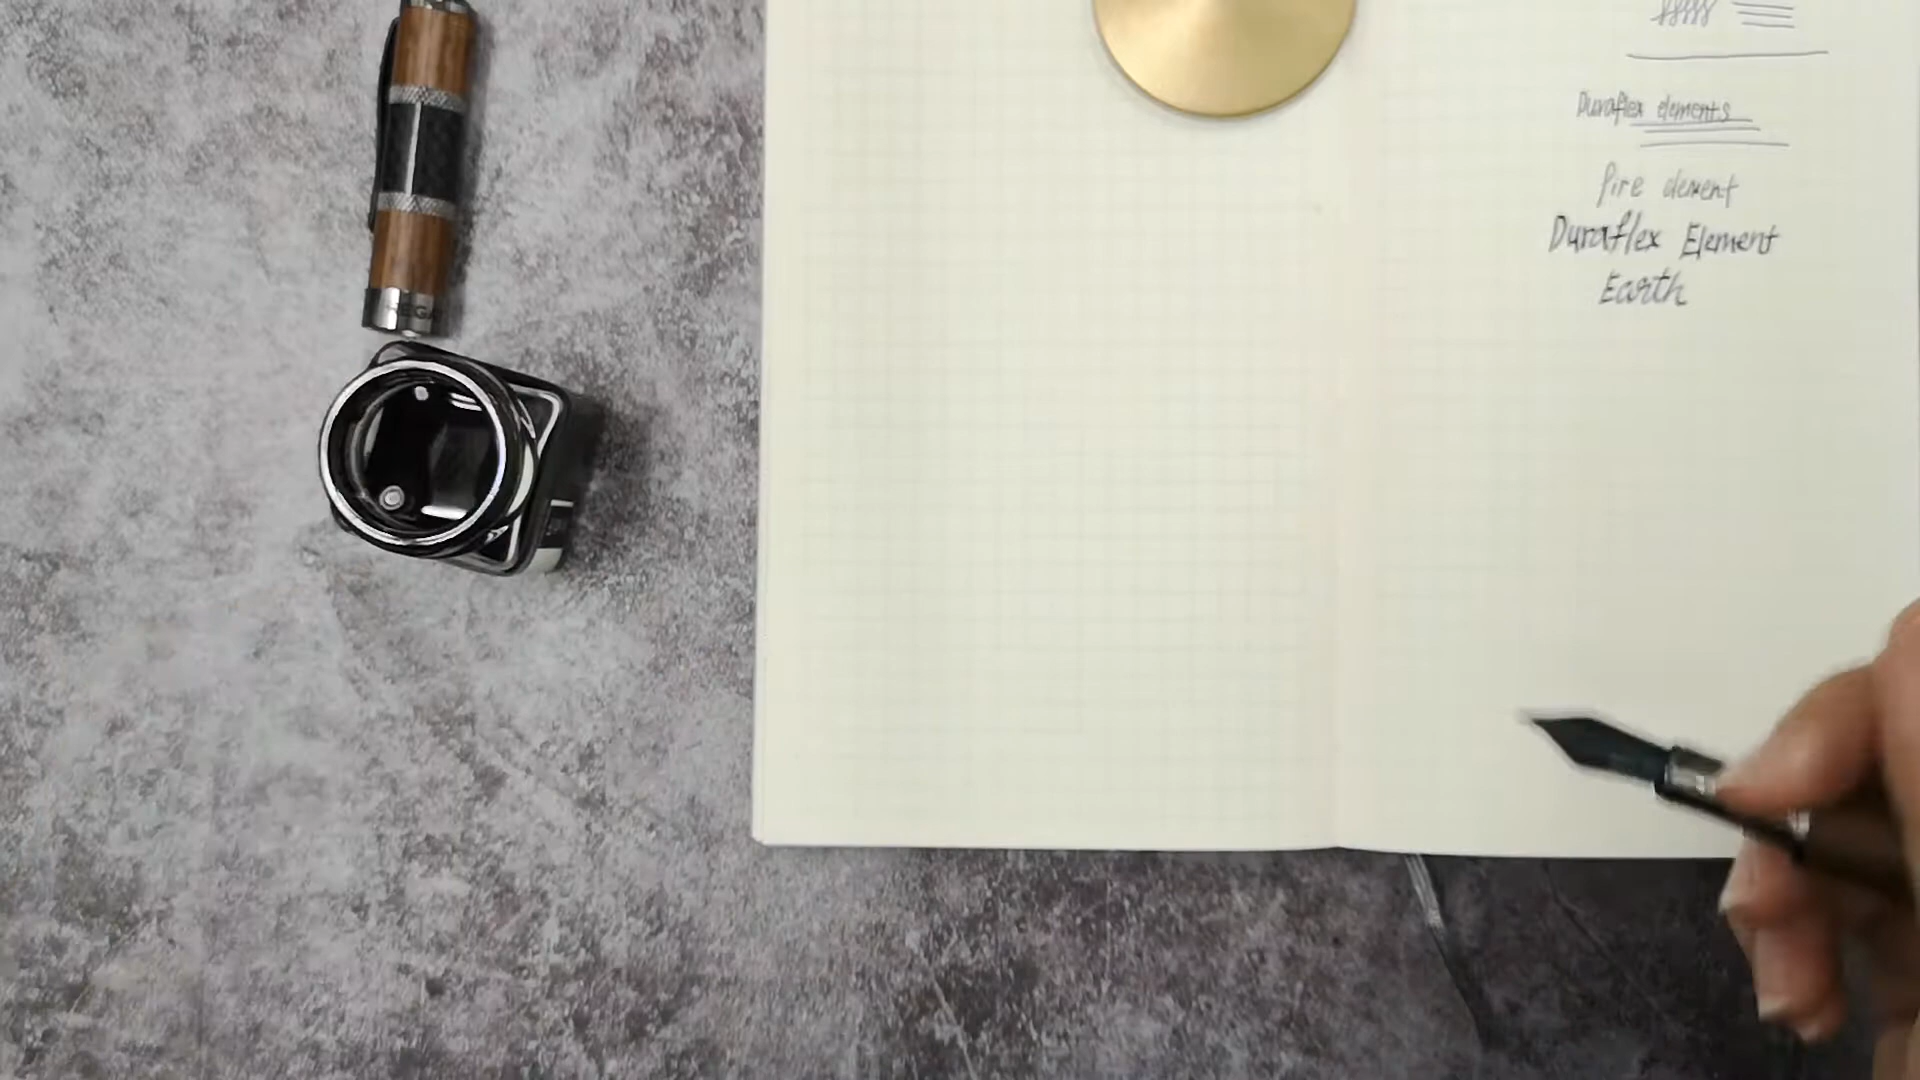 Duraflex elements
fire element
Duraflex Element
Earth